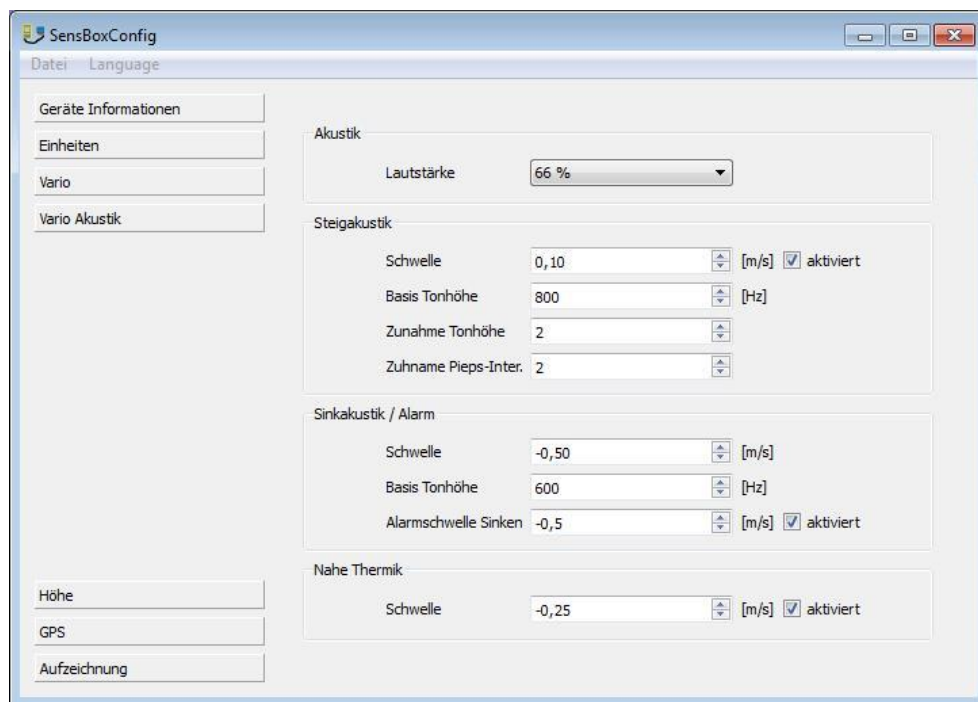 SensBoxConfig
Datei Language
Geräte Informationen
Einheiten
Vario
Vario Akustik
Höhe
GPS
Aufzeichnung
Akustik
Lautstärke 66 %
Steigakustik
Schwelle 0,10 [m/s] aktiviert
Basis Tonhöhe 800 [Hz]
Zunahme Tonhöhe 2
Zuhname Pieps-Inter. 2
Sinkakustik / Alarm
Schwelle -0,50 [m/s]
Basis Tonhöhe 600 [Hz]
Alarmschwelle Sinken -0,5 [m/s] aktiviert
Nahe Thermik
Schwelle -0,25 [m/s] aktiviert